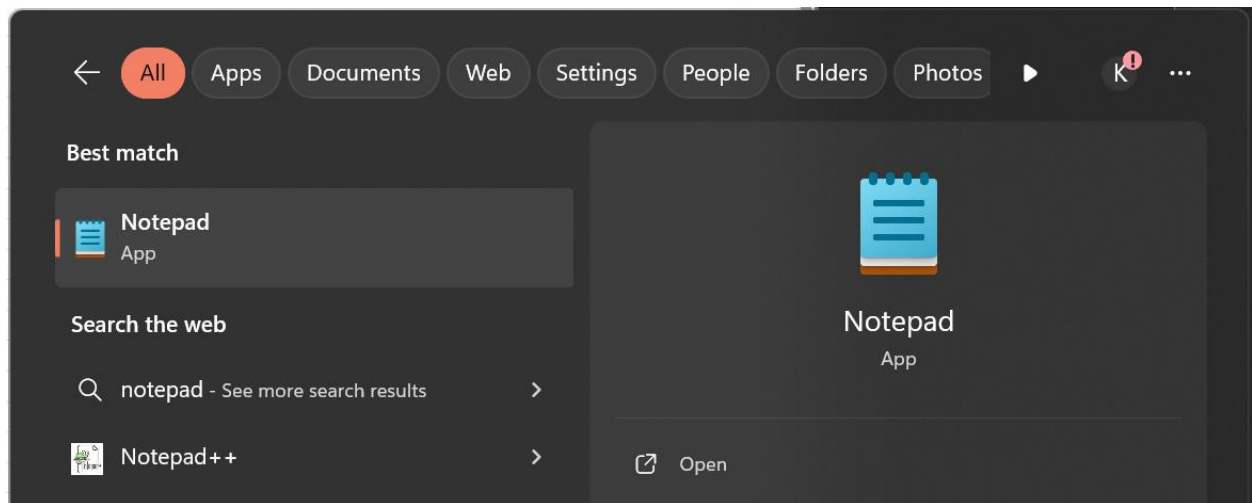 All Apps Documents Web Settings People Folders Photos K ! ...
Best match
Notepad
App
Search the web
notepad - See more search results
Notepad++
Notepad
App
Open